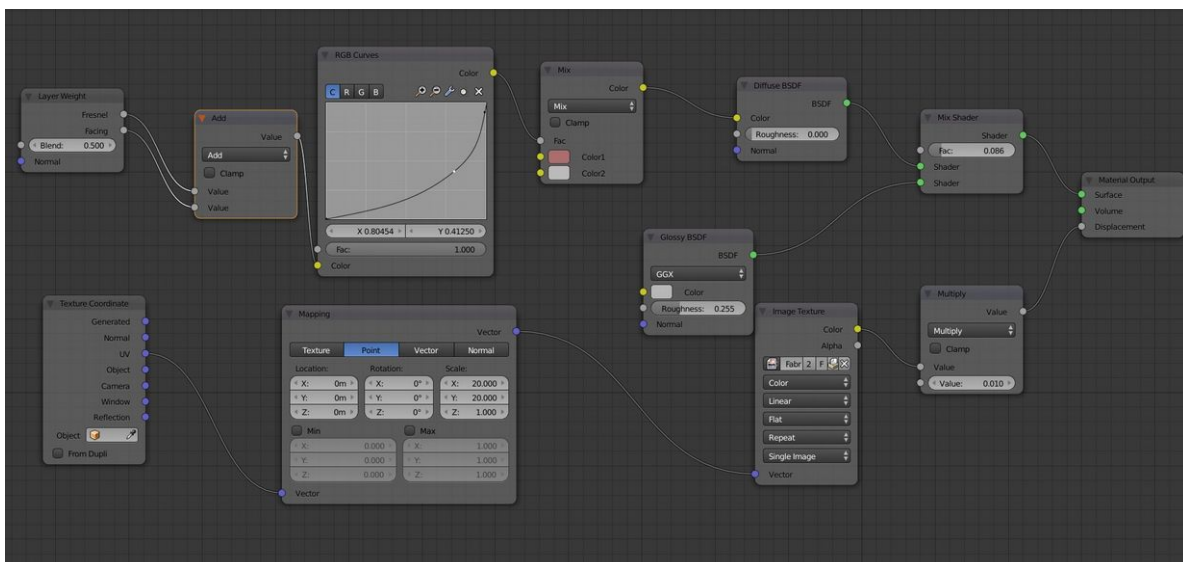 Layer Weight
Fresnel
Facing
Blend: 0.500
Normal
Add
Value
Add
Clamp
Value
Value
RGB Curves
Color
C R G B
X 0.80454 Y 0.41250
Fac: 1.000
Color
Mix
Color
Mix
Clamp
Fac
Color1
Color2
Diffuse BSDF
BSDF
Color
Roughness: 0.000
Normal
Mix Shader
Shader
Fac: 0.086
Shader
Shader
Material Output
Surface
Volume
Displacement
Glossy BSDF
BSDF
GGX
Color
Roughness: 0.255
Normal
Texture Coordinate
Generated
Normal
UV
Object
Camera
Window
Reflection
Object
From Dupli
Mapping
Vector
Texture Point Vector Normal
Location: Rotation: Scale:
X: 0m X: 0° X: 20.000
Y: 0m Y: 0° Y: 20.000
Z: 0m Z: 0° Z: 1.000
Min Max
X: 0.000 X: 1.000
Y: 0.000 Y: 1.000
Z: 0.000 Z: 1.000
Vector
Image Texture
Color
Alpha
Fabr 2 F
Color
Linear
Flat
Repeat
Single Image
Vector
Multiply
Value
Multiply
Clamp
Value
Value: 0.010